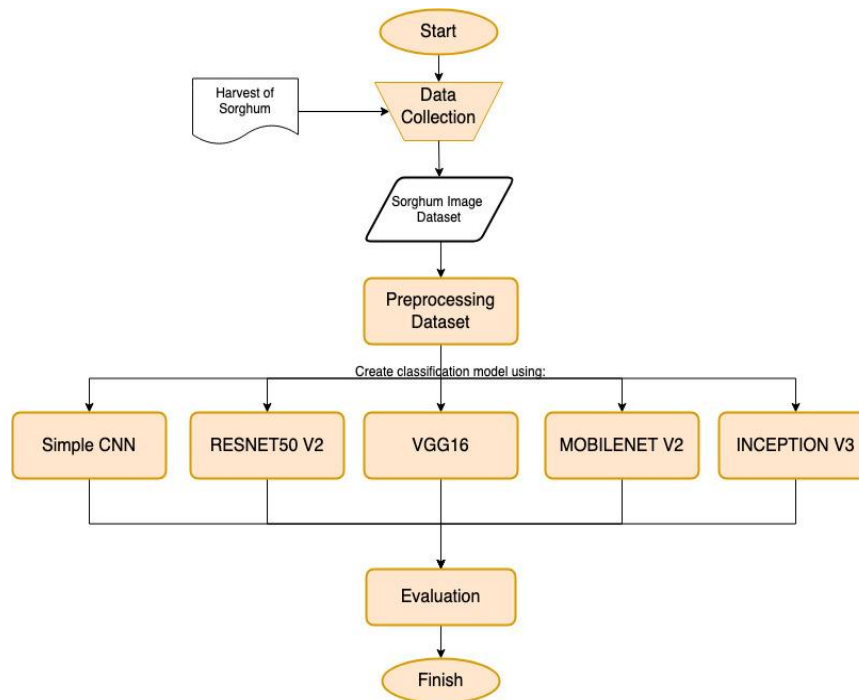 Start
Harvest of
Sorghum
Data
Collection
Sorghum Image
Dataset
Preprocessing
Dataset
Create classification model using:
Simple CNN
RESNET50 V2
VGG16
MOBILENET V2
INCEPTION V3
Evaluation
Finish